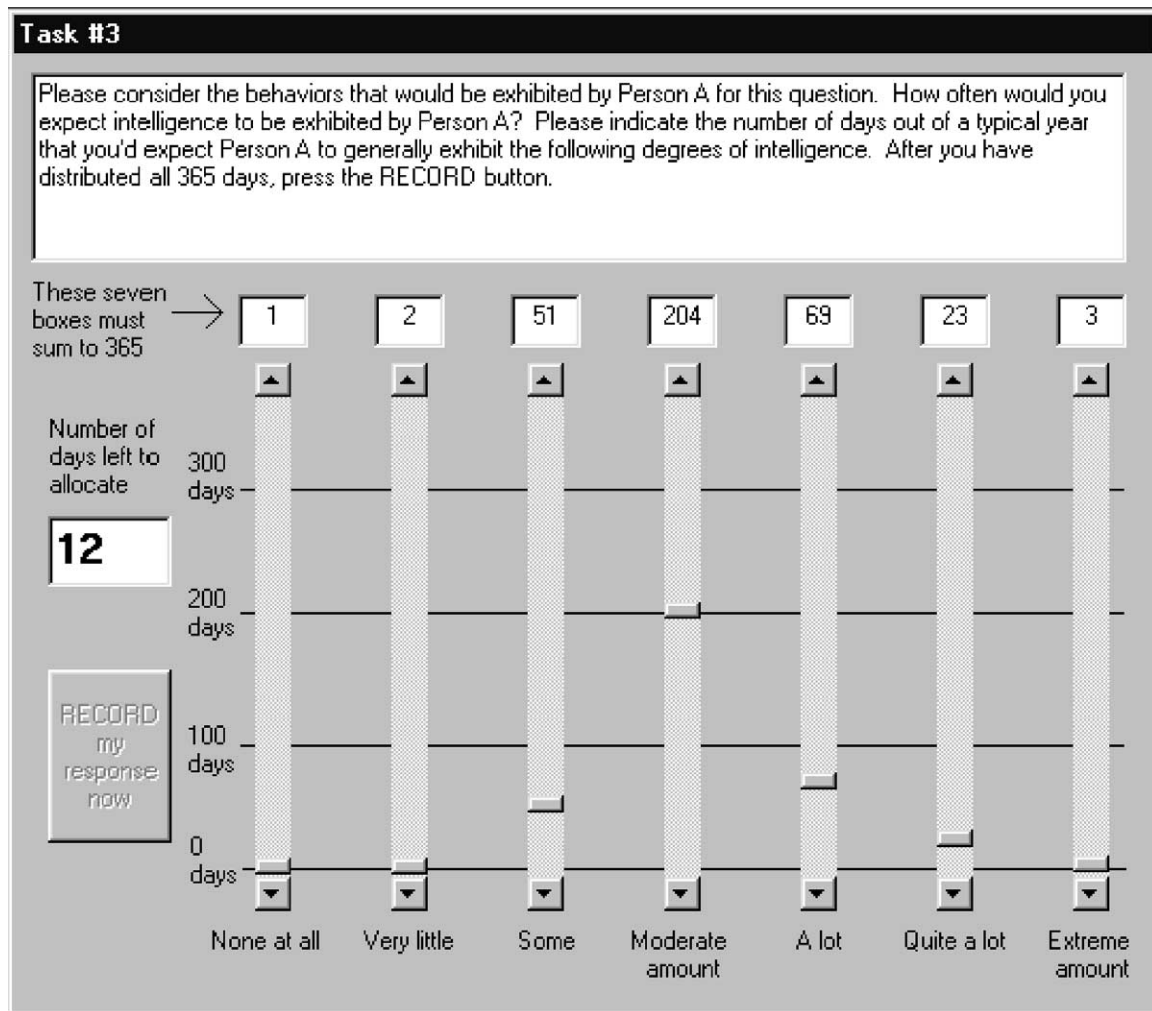 Task #3
Please consider the behaviors that would be exhibited by Person A for this question.  How often would you
expect intelligence to be exhibited by Person A?  Please indicate the number of days out of a typical year
that you'd expect Person A to generally exhibit the following degrees of intelligence.  After you have
distributed all 365 days, press the RECORD button.
These seven
boxes must
sum to 365
1 2 51 204 69 23 3
Number of
days left to
allocate
12
300
days
200
days
RECORD
my
response
now
100
days
0
days
None at all Very little Some Moderate A lot Quite a lot Extreme
amount amount